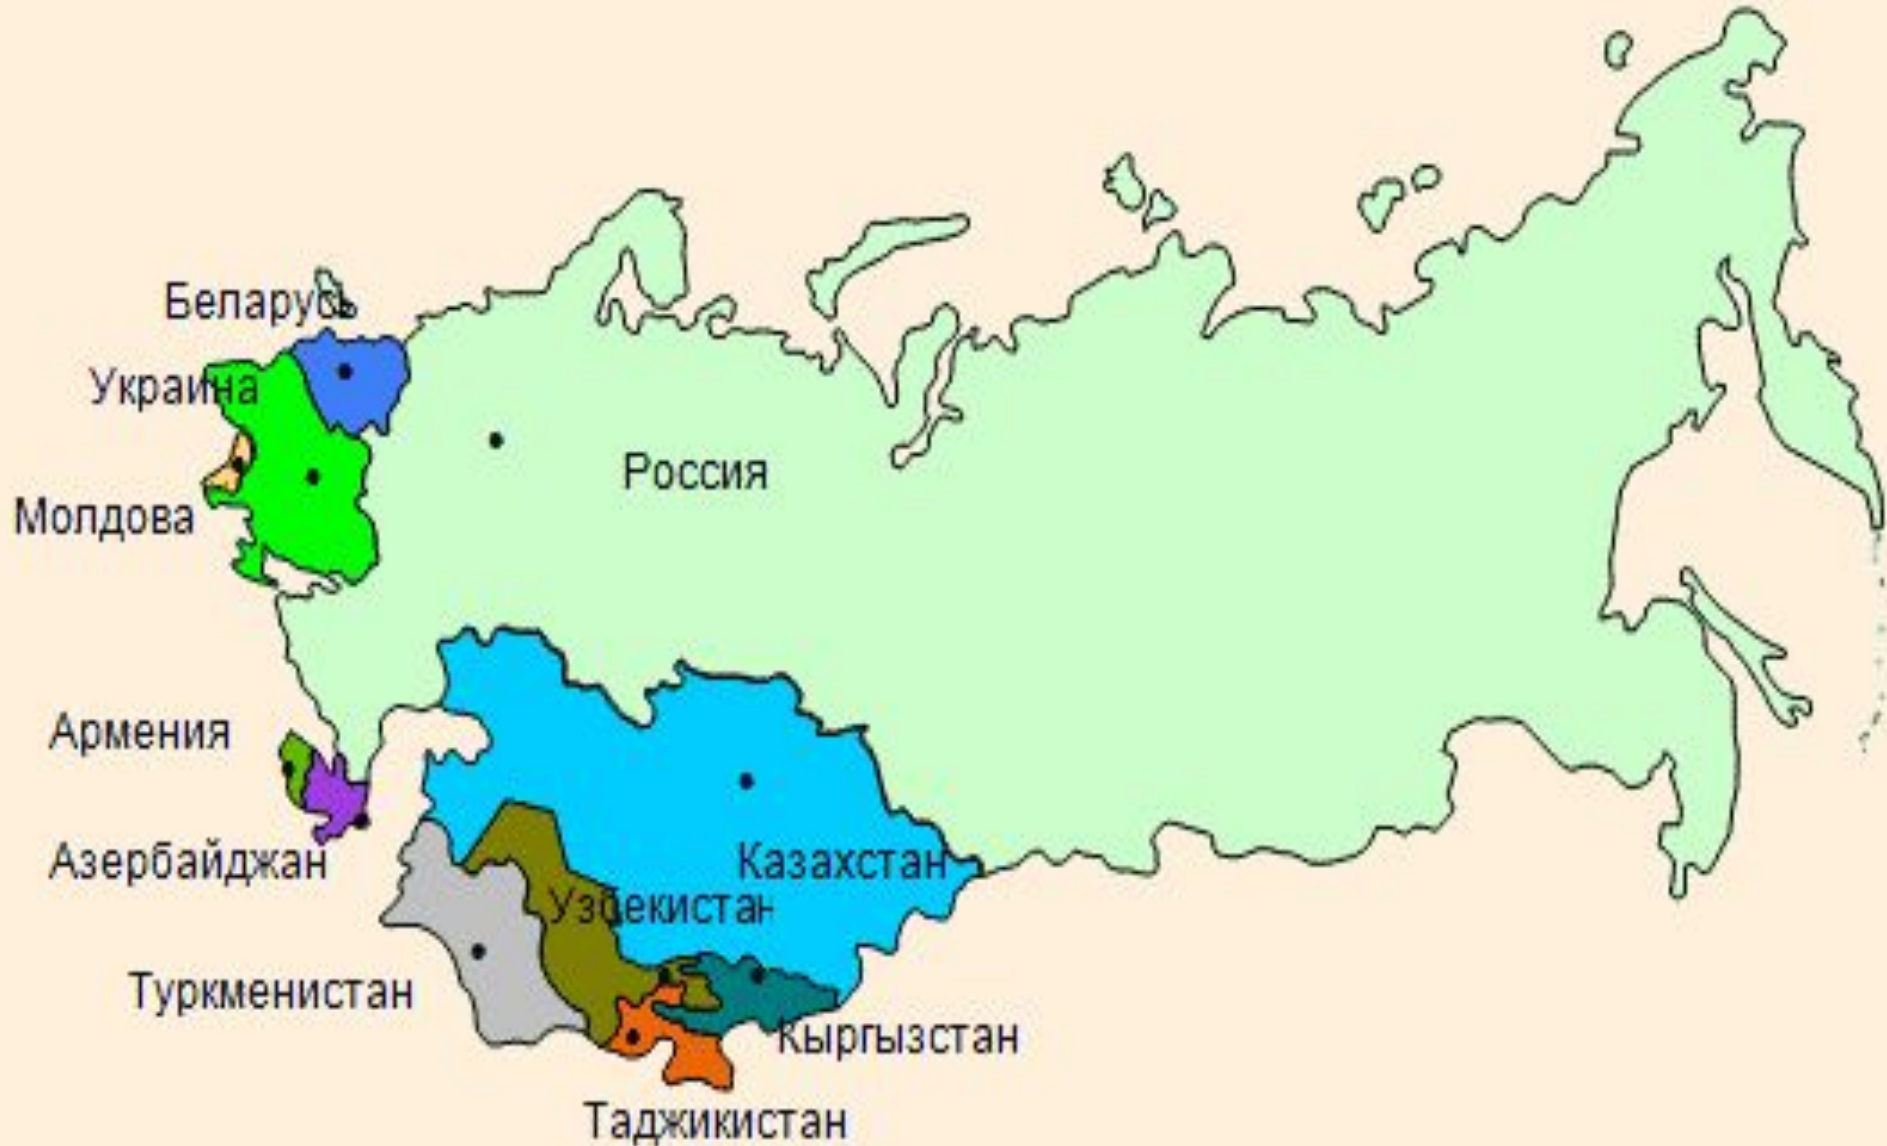 Беларусь
Украина
Россия
Молдова
Армения
Азербайджан
Казахстан
Узбекистан
Туркменистан
Кыргызстан
Таджикистан